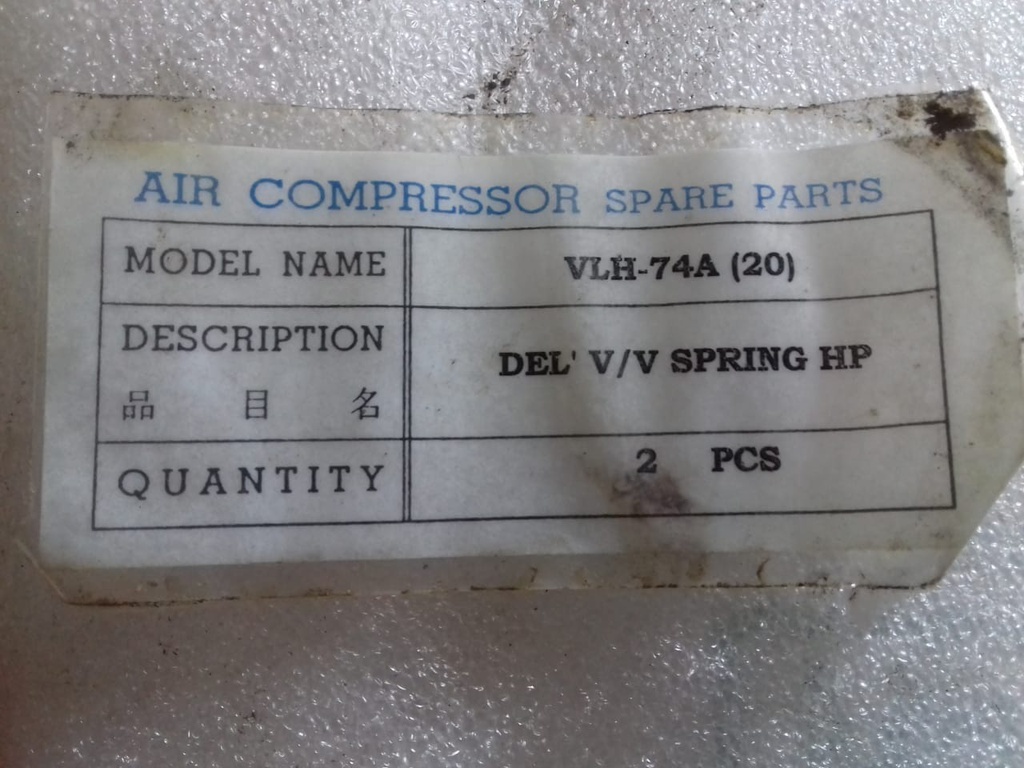 AIR COMPRESSOR SPARE PARTS
MODEL NAME VLH-74A (20)
DESCRIPTION
品 目 名
DEL' V/V SPRING HP
QUANTITY 2 PCS